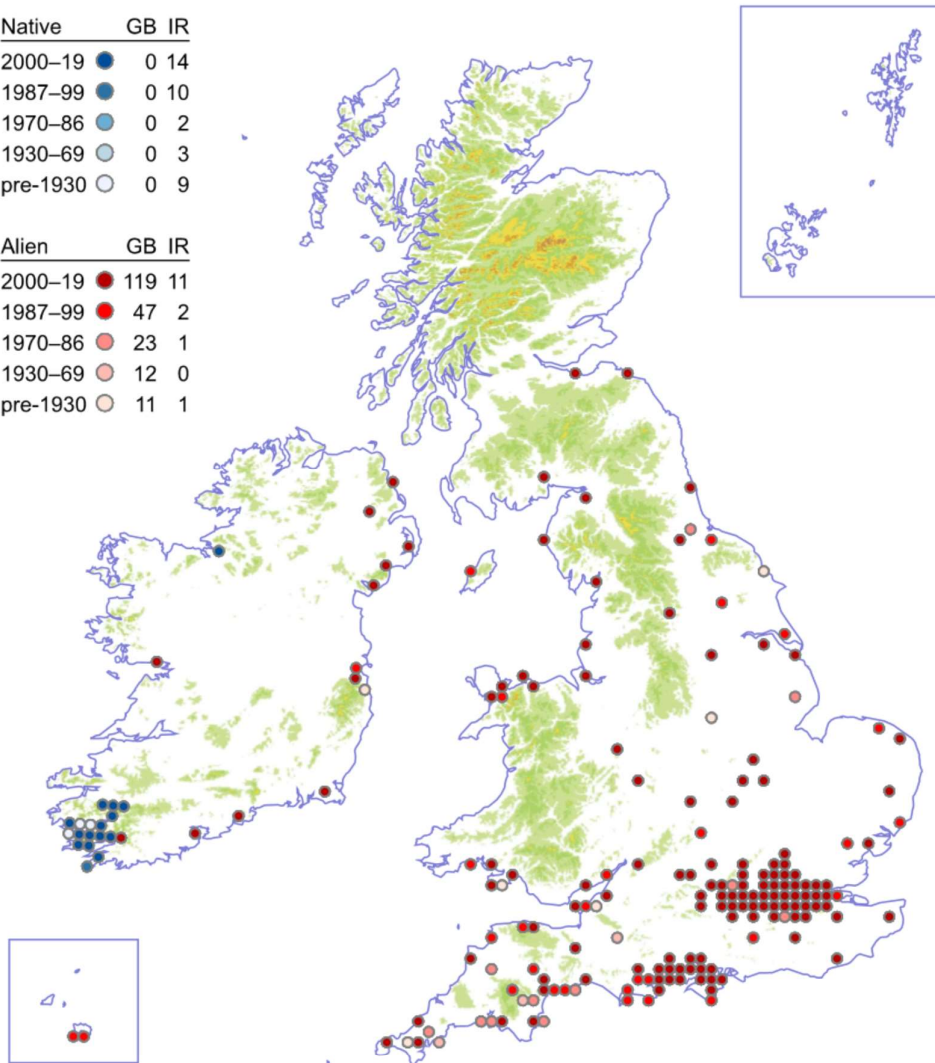 Native GB IR
2000–19 0 14
1987–99 0 10
1970–86 0 2
1930–69 0 3
pre-1930 0 9
Alien GB IR
2000–19 119 11
1987–99 47 2
1970–86 23 1
1930–69 12 0
pre-1930 11 1